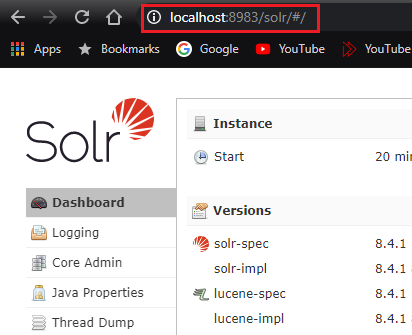 localhost:8983/solr/#/
Apps Bookmarks Google YouTube YouTube
Solr
Instance
Start 20 min
Versions
solr-spec 8.4.1
solr-impl 8.4.1
lucene-spec 8.4.1
lucene-impl 8.4.1
Dashboard
Logging
Core Admin
Java Properties
Thread Dump